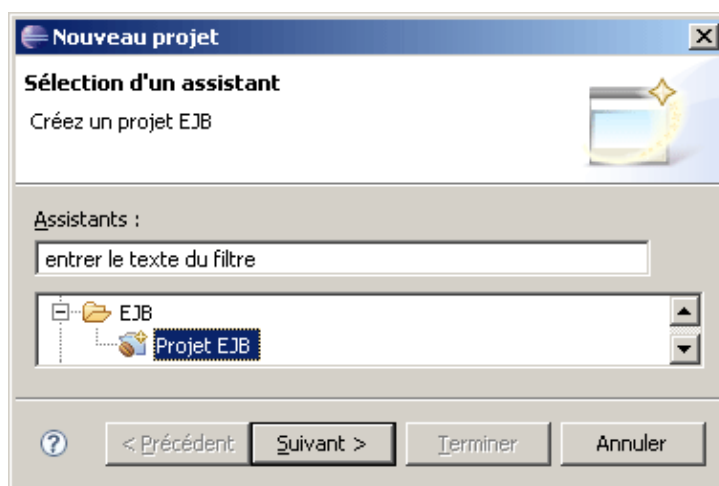 Nouveau projet
Sélection d'un assistant
Créez un projet EJB
Assistants :
entrer le texte du filtre
EJB
Projet EJB
< Précédent Suivant > Terminer Annuler